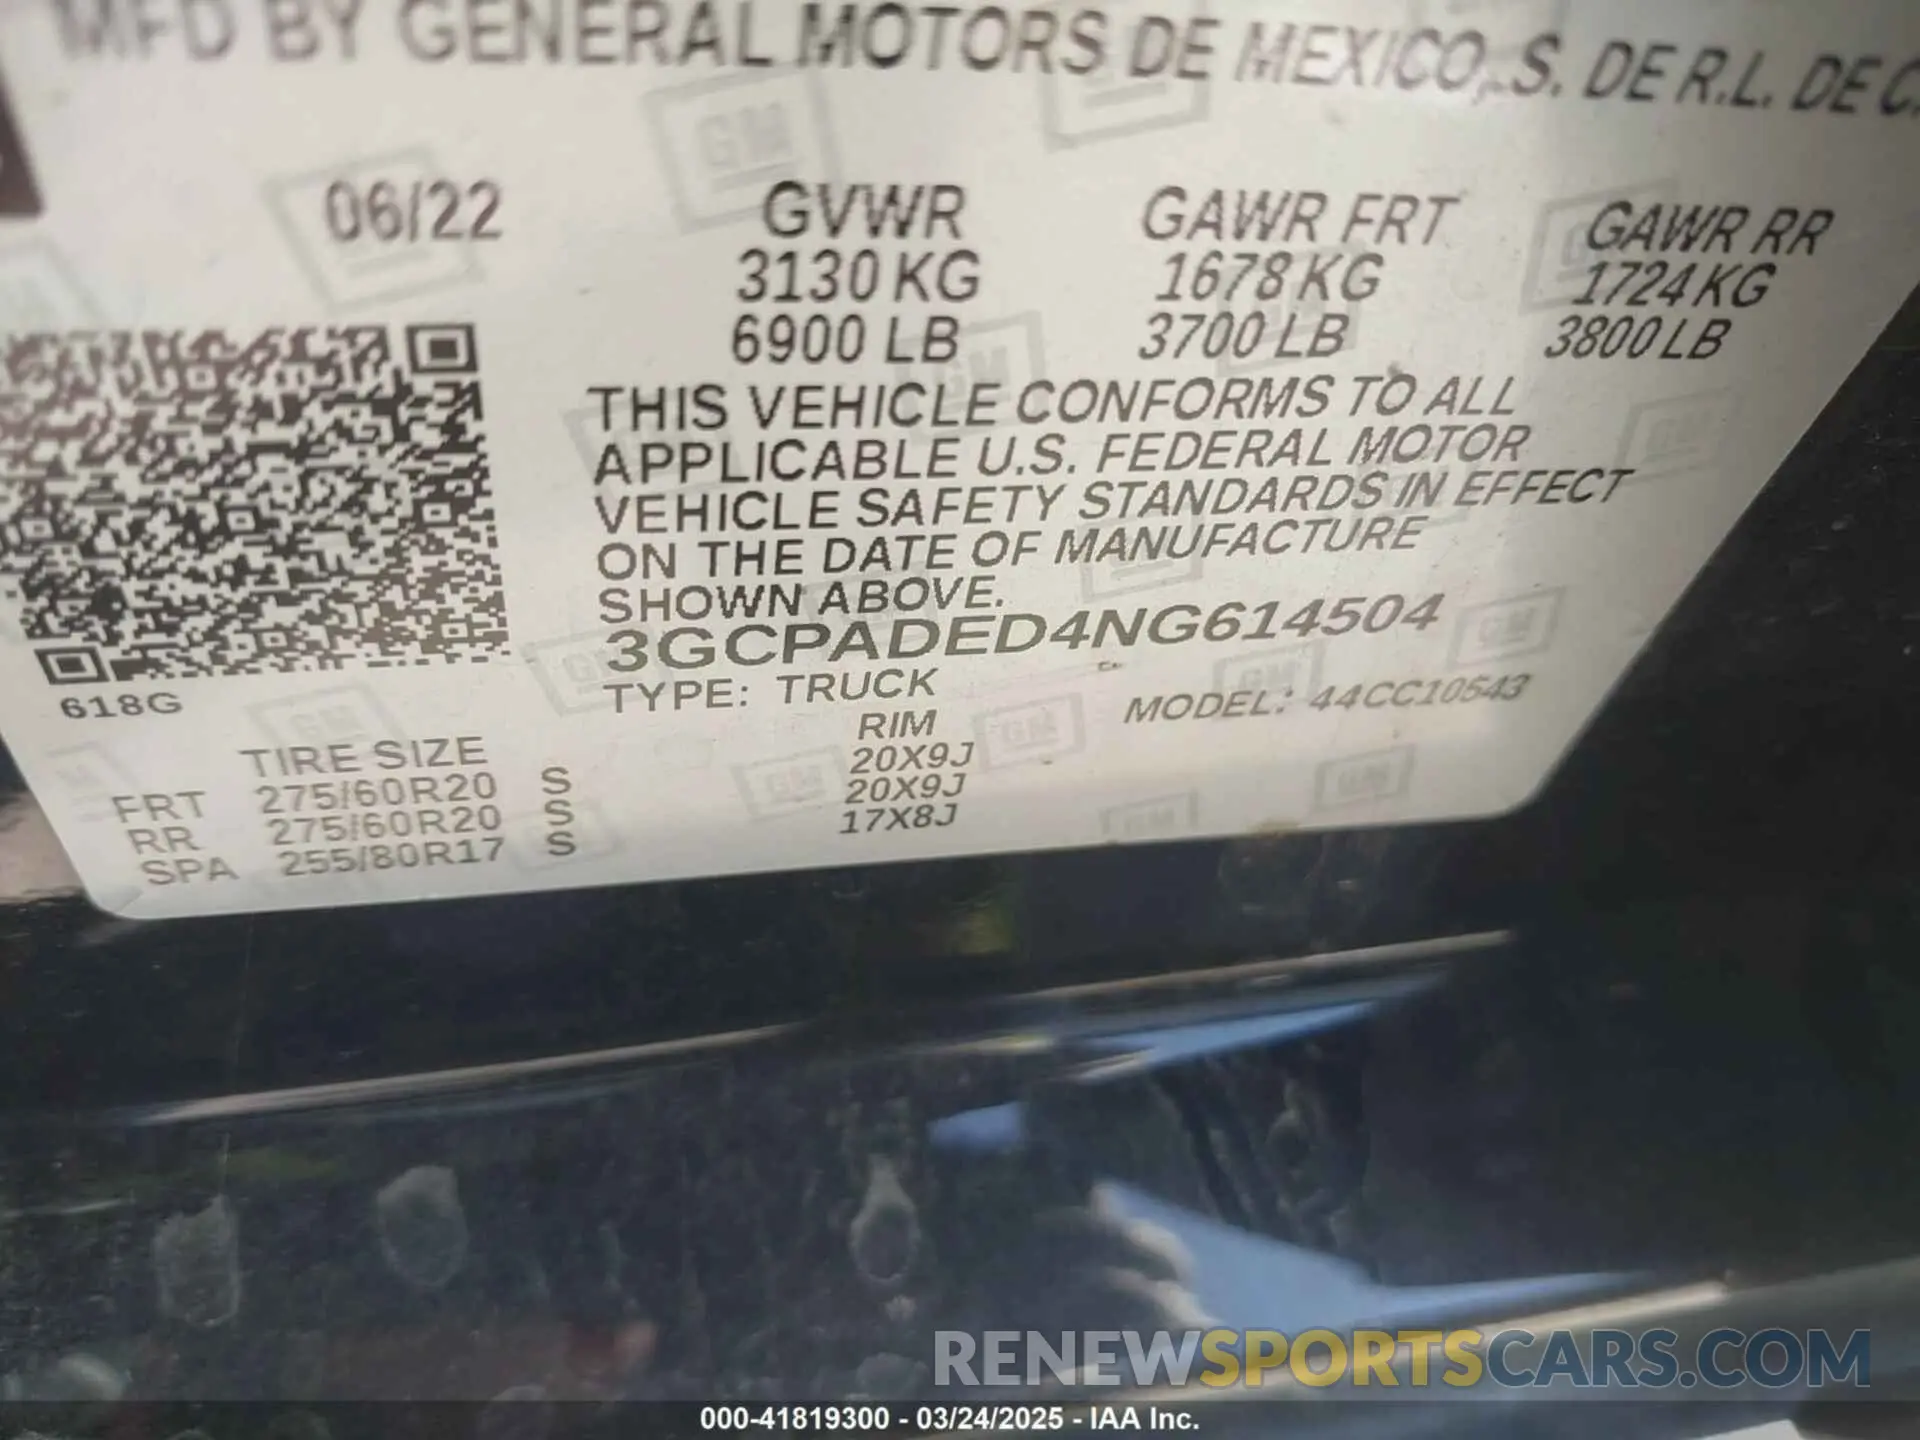 MFD BY GENERAL MOTORS DE MEXICO, S. DE R.L. DE C.
06/22 GVWR GAWR FRT GAWR RR
3130 KG 1678 KG 1724 KG
6900 LB 3700 LB 3800 LB
THIS VEHICLE CONFORMS TO ALL
APPLICABLE U.S. FEDERAL MOTOR
VEHICLE SAFETY STANDARDS IN EFFECT
ON THE DATE OF MANUFACTURE
SHOWN ABOVE.
3GCPADED4NG614504
618G TYPE: TRUCK MODEL: 44CC10543
TIRE SIZE RIM
FRT 275/60R20 S 20X9J
RR 275/60R20 S 20X9J
SPA 255/80R17 S 17X8J
RENEWSPORTSCARS.COM
000-41819300 - 03/24/2025 - IAA Inc.